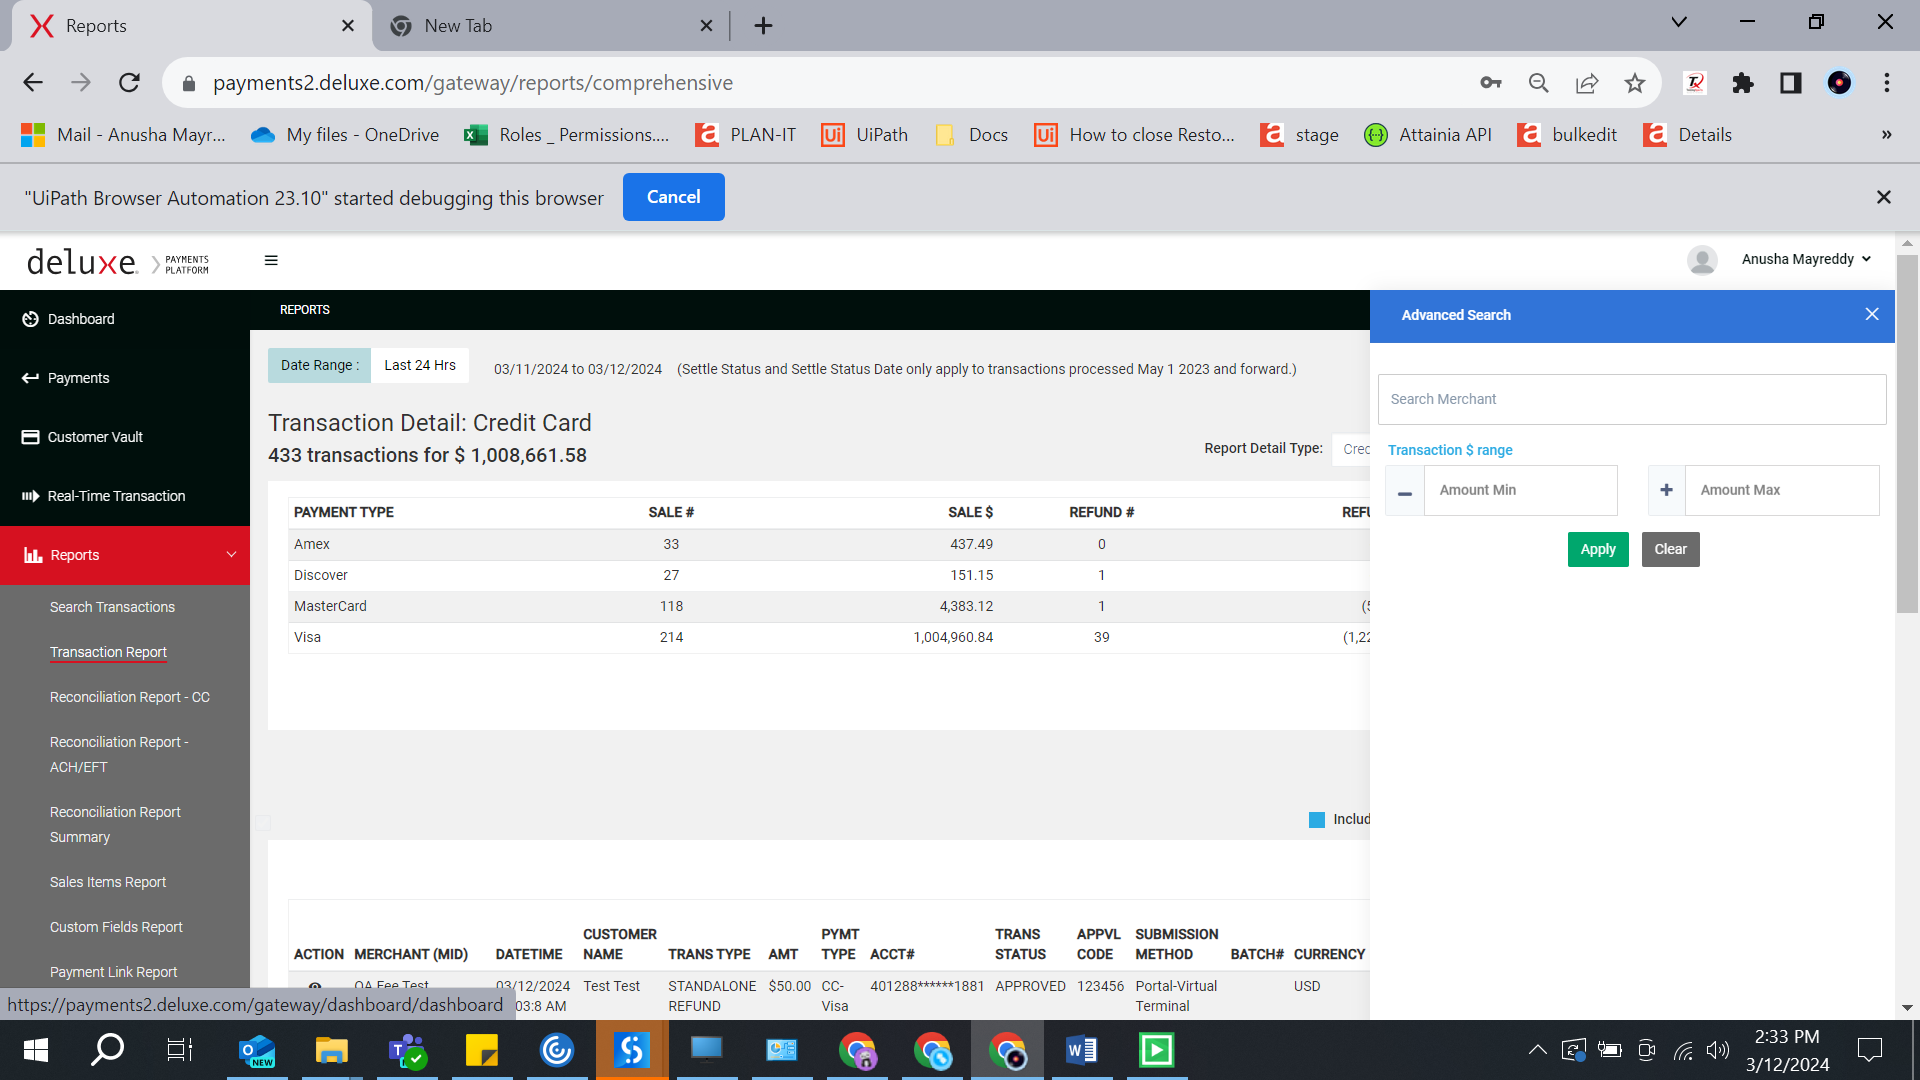 Reports
New Tab
payments2.deluxe.com/gateway/reports/comprehensive
Mail - Anusha Mayr...
My files - OneDrive
Roles _ Permissions....
PLAN-IT
UiPath
Docs
How to close Resto...
stage
Attainia API
bulkedit
Details
»
"UiPath Browser Automation 23.10" started debugging this browser
Cancel
deluxe. PAYMENTS PLATFORM
Anusha Mayreddy
Dashboard
Payments
Customer Vault
Real-Time Transaction
Reports
Search Transactions
Transaction Report
Reconciliation Report - CC
Reconciliation Report -
ACH/EFT
Reconciliation Report
Summary
Sales Items Report
Custom Fields Report
Payment Link Report
https://payments2.deluxe.com/gateway/dashboard/dashboard
REPORTS
Date Range : Last 24 Hrs 03/11/2024 to 03/12/2024 (Settle Status and Settle Status Date only apply to transactions processed May 1 2023 and forward.)
Transaction Detail: Credit Card
433 transactions for $ 1,008,661.58
Report Detail Type: Cred
PAYMENT TYPE SALE # SALE $ REFUND # REFU
Amex 33 437.49 0
Discover 27 151.15 1
MasterCard 118 4,383.12 1 (5
Visa 214 1,004,960.84 39 (1,22
Includ
ACTION MERCHANT (MID) DATETIME CUSTOMER NAME TRANS TYPE AMT PYMT TYPE ACCT# TRANS STATUS APPVL CODE SUBMISSION METHOD BATCH# CURRENCY
QA Fee Test 03/12/2024 Test Test STANDALONE $50.00 CC- 401288******1881 APPROVED 123456 Portal-Virtual USD
03:8 AM REFUND Visa Terminal
Advanced Search
Search Merchant
Transaction $ range
Amount Min
Amount Max
Apply
Clear
NEW
2:33 PM
3/12/2024